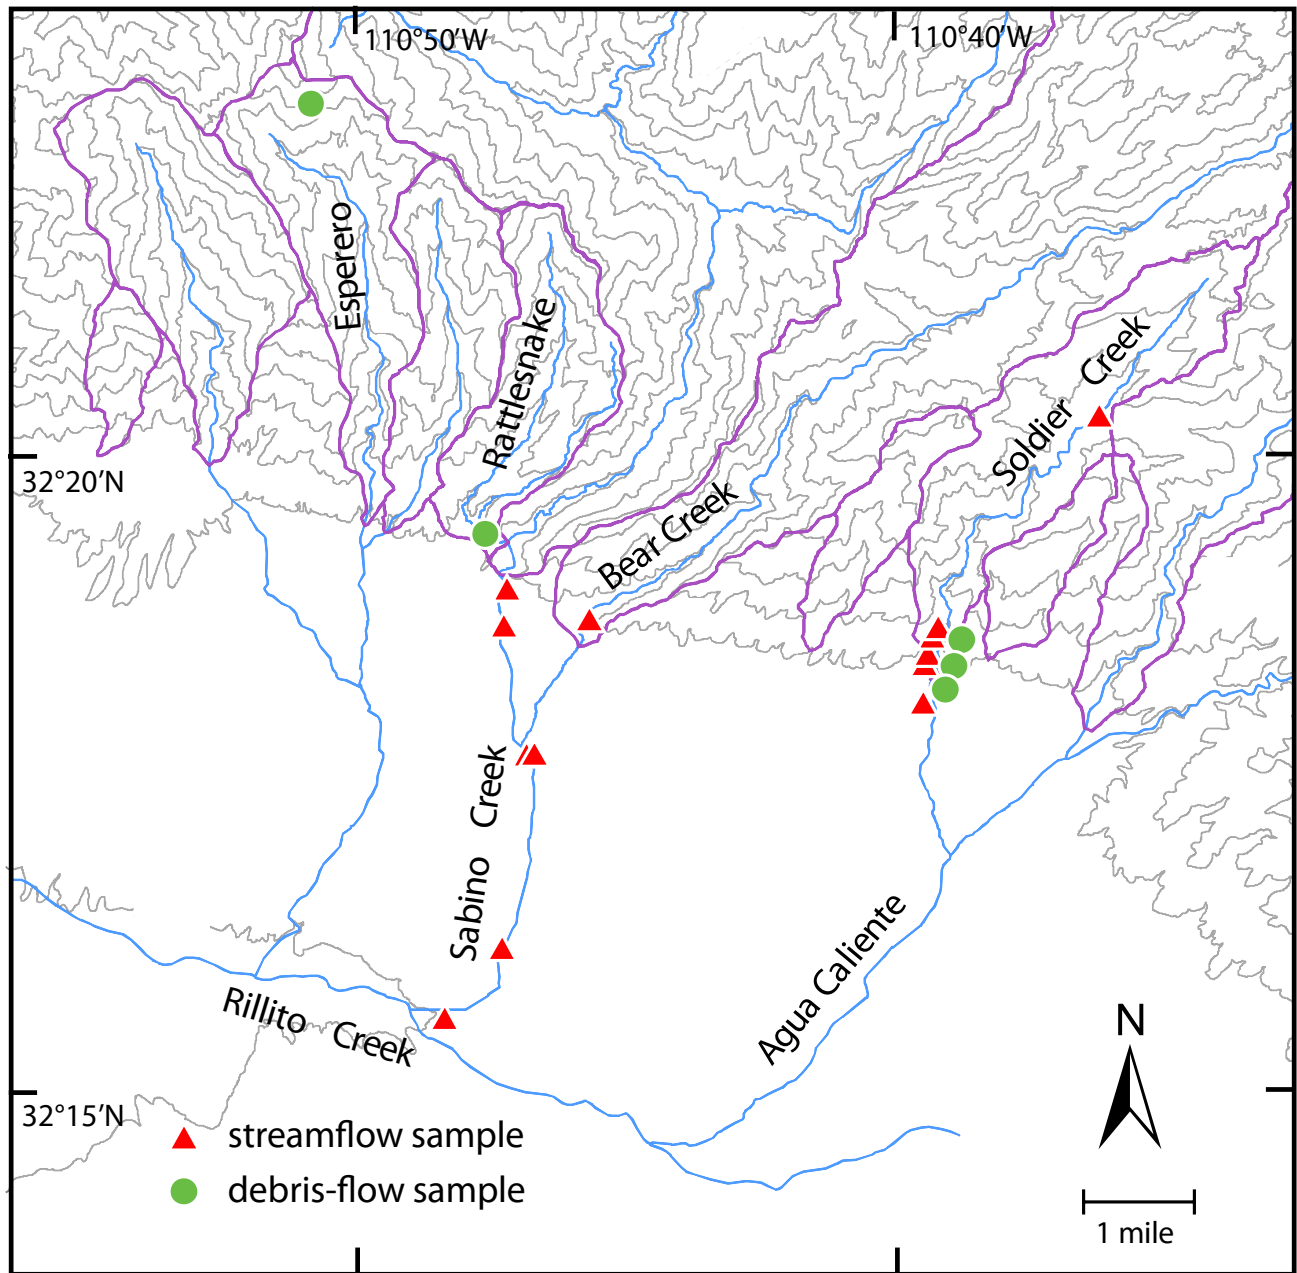 110°50′W
110°40′W
Esperero
Rattlesnake
Soldier Creek
32°20′N
Bear Creek
Sabino Creek
Agua Caliente
Rillito Creek
N
32°15′N
streamflow sample
debris-flow sample
1 mile